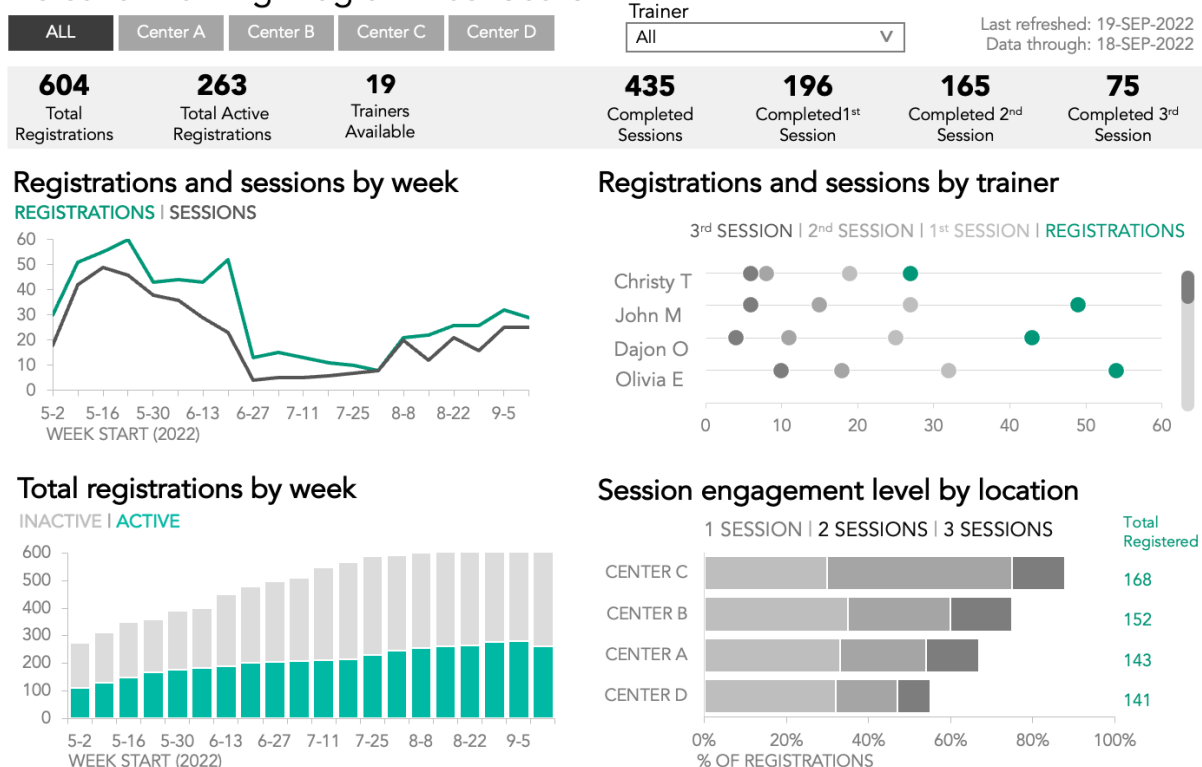 Trainer
ALL
Center A
Center B
Center C
Center D
All
Last refreshed: 19-SEP-2022
Data through: 18-SEP-2022
604
Total
Registrations
263
Total Active
Registrations
19
Trainers
Available
435
Completed
Sessions
196
Completed1st
Session
165
Completed 2nd
Session
75
Completed 3rd
Session
Registrations and sessions by week
REGISTRATIONS | SESSIONS
60
50
40
30
20
10
0
5-2 5-16 5-30 6-13 6-27 7-11 7-25 8-8 8-22 9-5
WEEK START (2022)
Registrations and sessions by trainer
3rd SESSION | 2nd SESSION | 1st SESSION | REGISTRATIONS
Christy T
John M
Dajon O
Olivia E
0 10 20 30 40 50 60
Total registrations by week
INACTIVE | ACTIVE
600
500
400
300
200
100
0
5-2 5-16 5-30 6-13 6-27 7-11 7-25 8-8 8-22 9-5
WEEK START (2022)
Session engagement level by location
1 SESSION | 2 SESSIONS | 3 SESSIONS
Total
Registered
CENTER C 168
CENTER B 152
CENTER A 143
CENTER D 141
0% 20% 40% 60% 80% 100%
% OF REGISTRATIONS